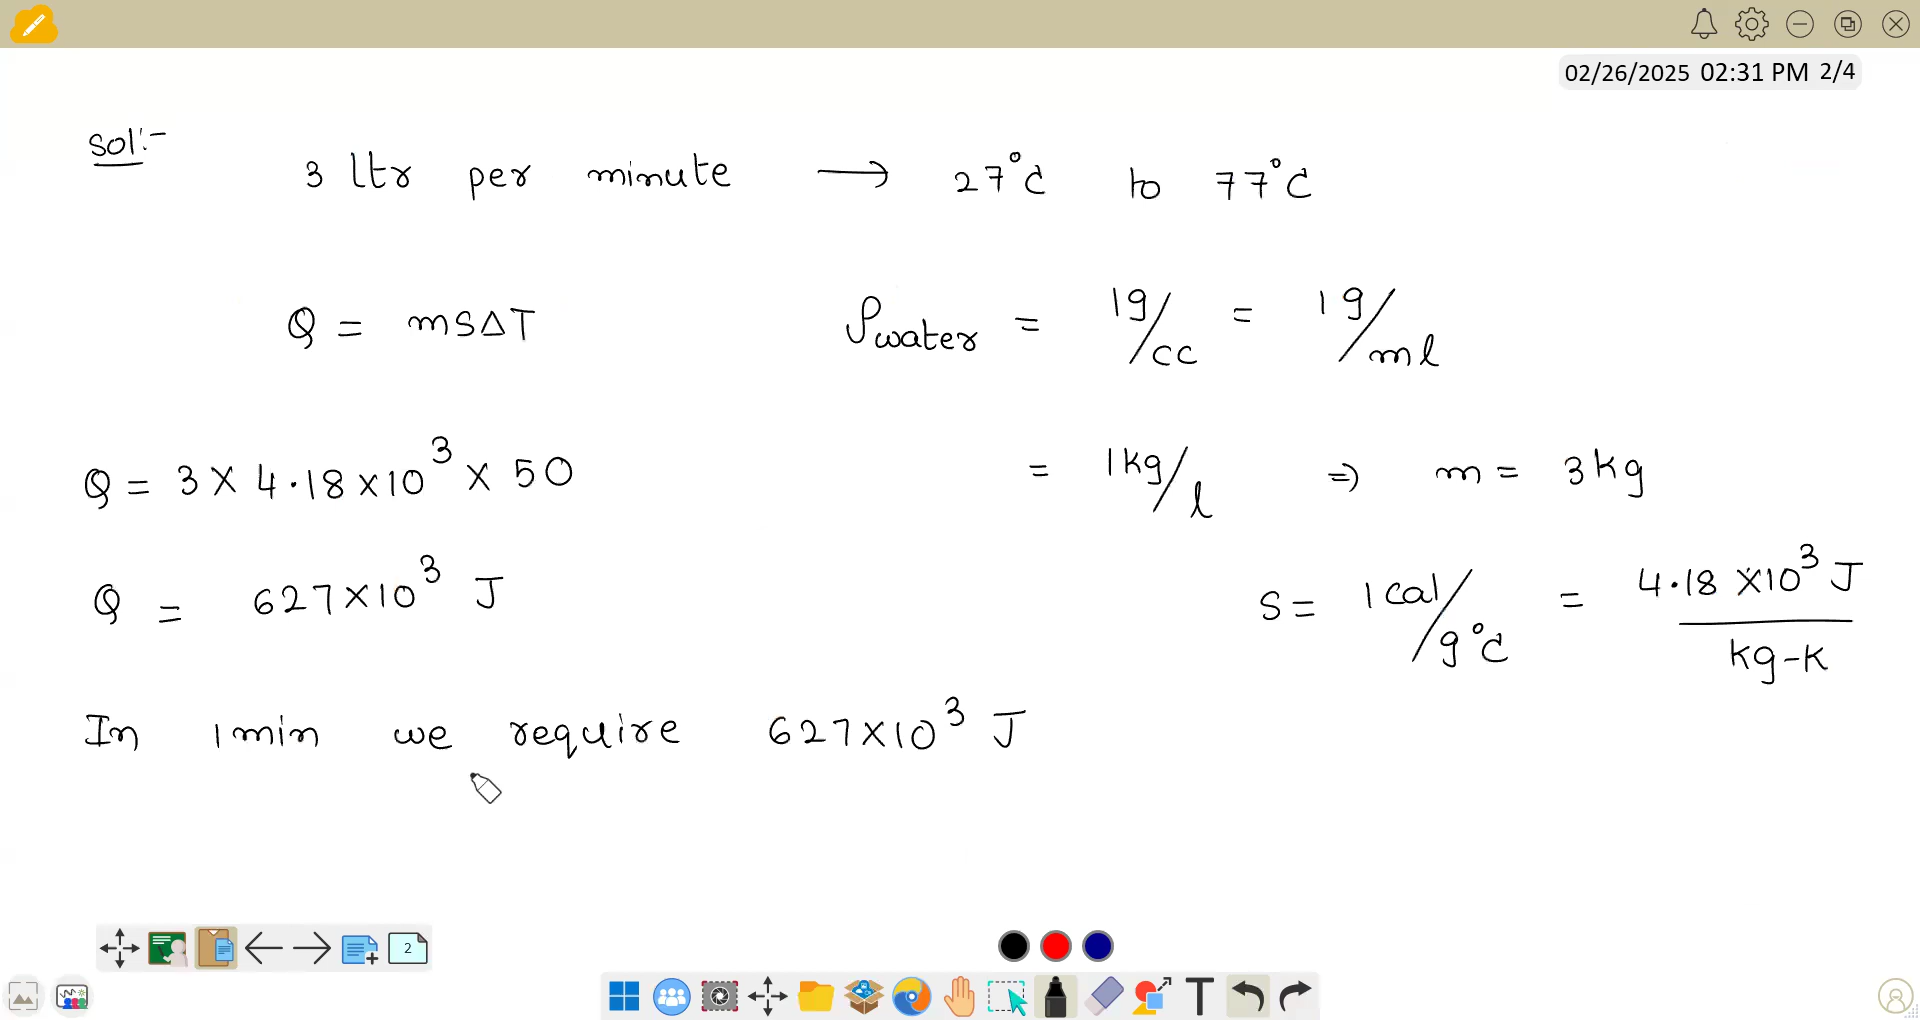 02/26/2025 02:31 PM 2/4
Sol:-
3 ltr per minute → 27°C to 77°C
Q = mSΔT
ρwater = 1g/cc = 1g/ml
Q = 3 × 4.18 × 10³ × 50
= 1kg/l ⇒ m = 3kg
Q = 627×10³ J
S = 1 cal/g°C = 4.18 ×10³ J / kg-K
In 1min we require 627×10³ J
2
T